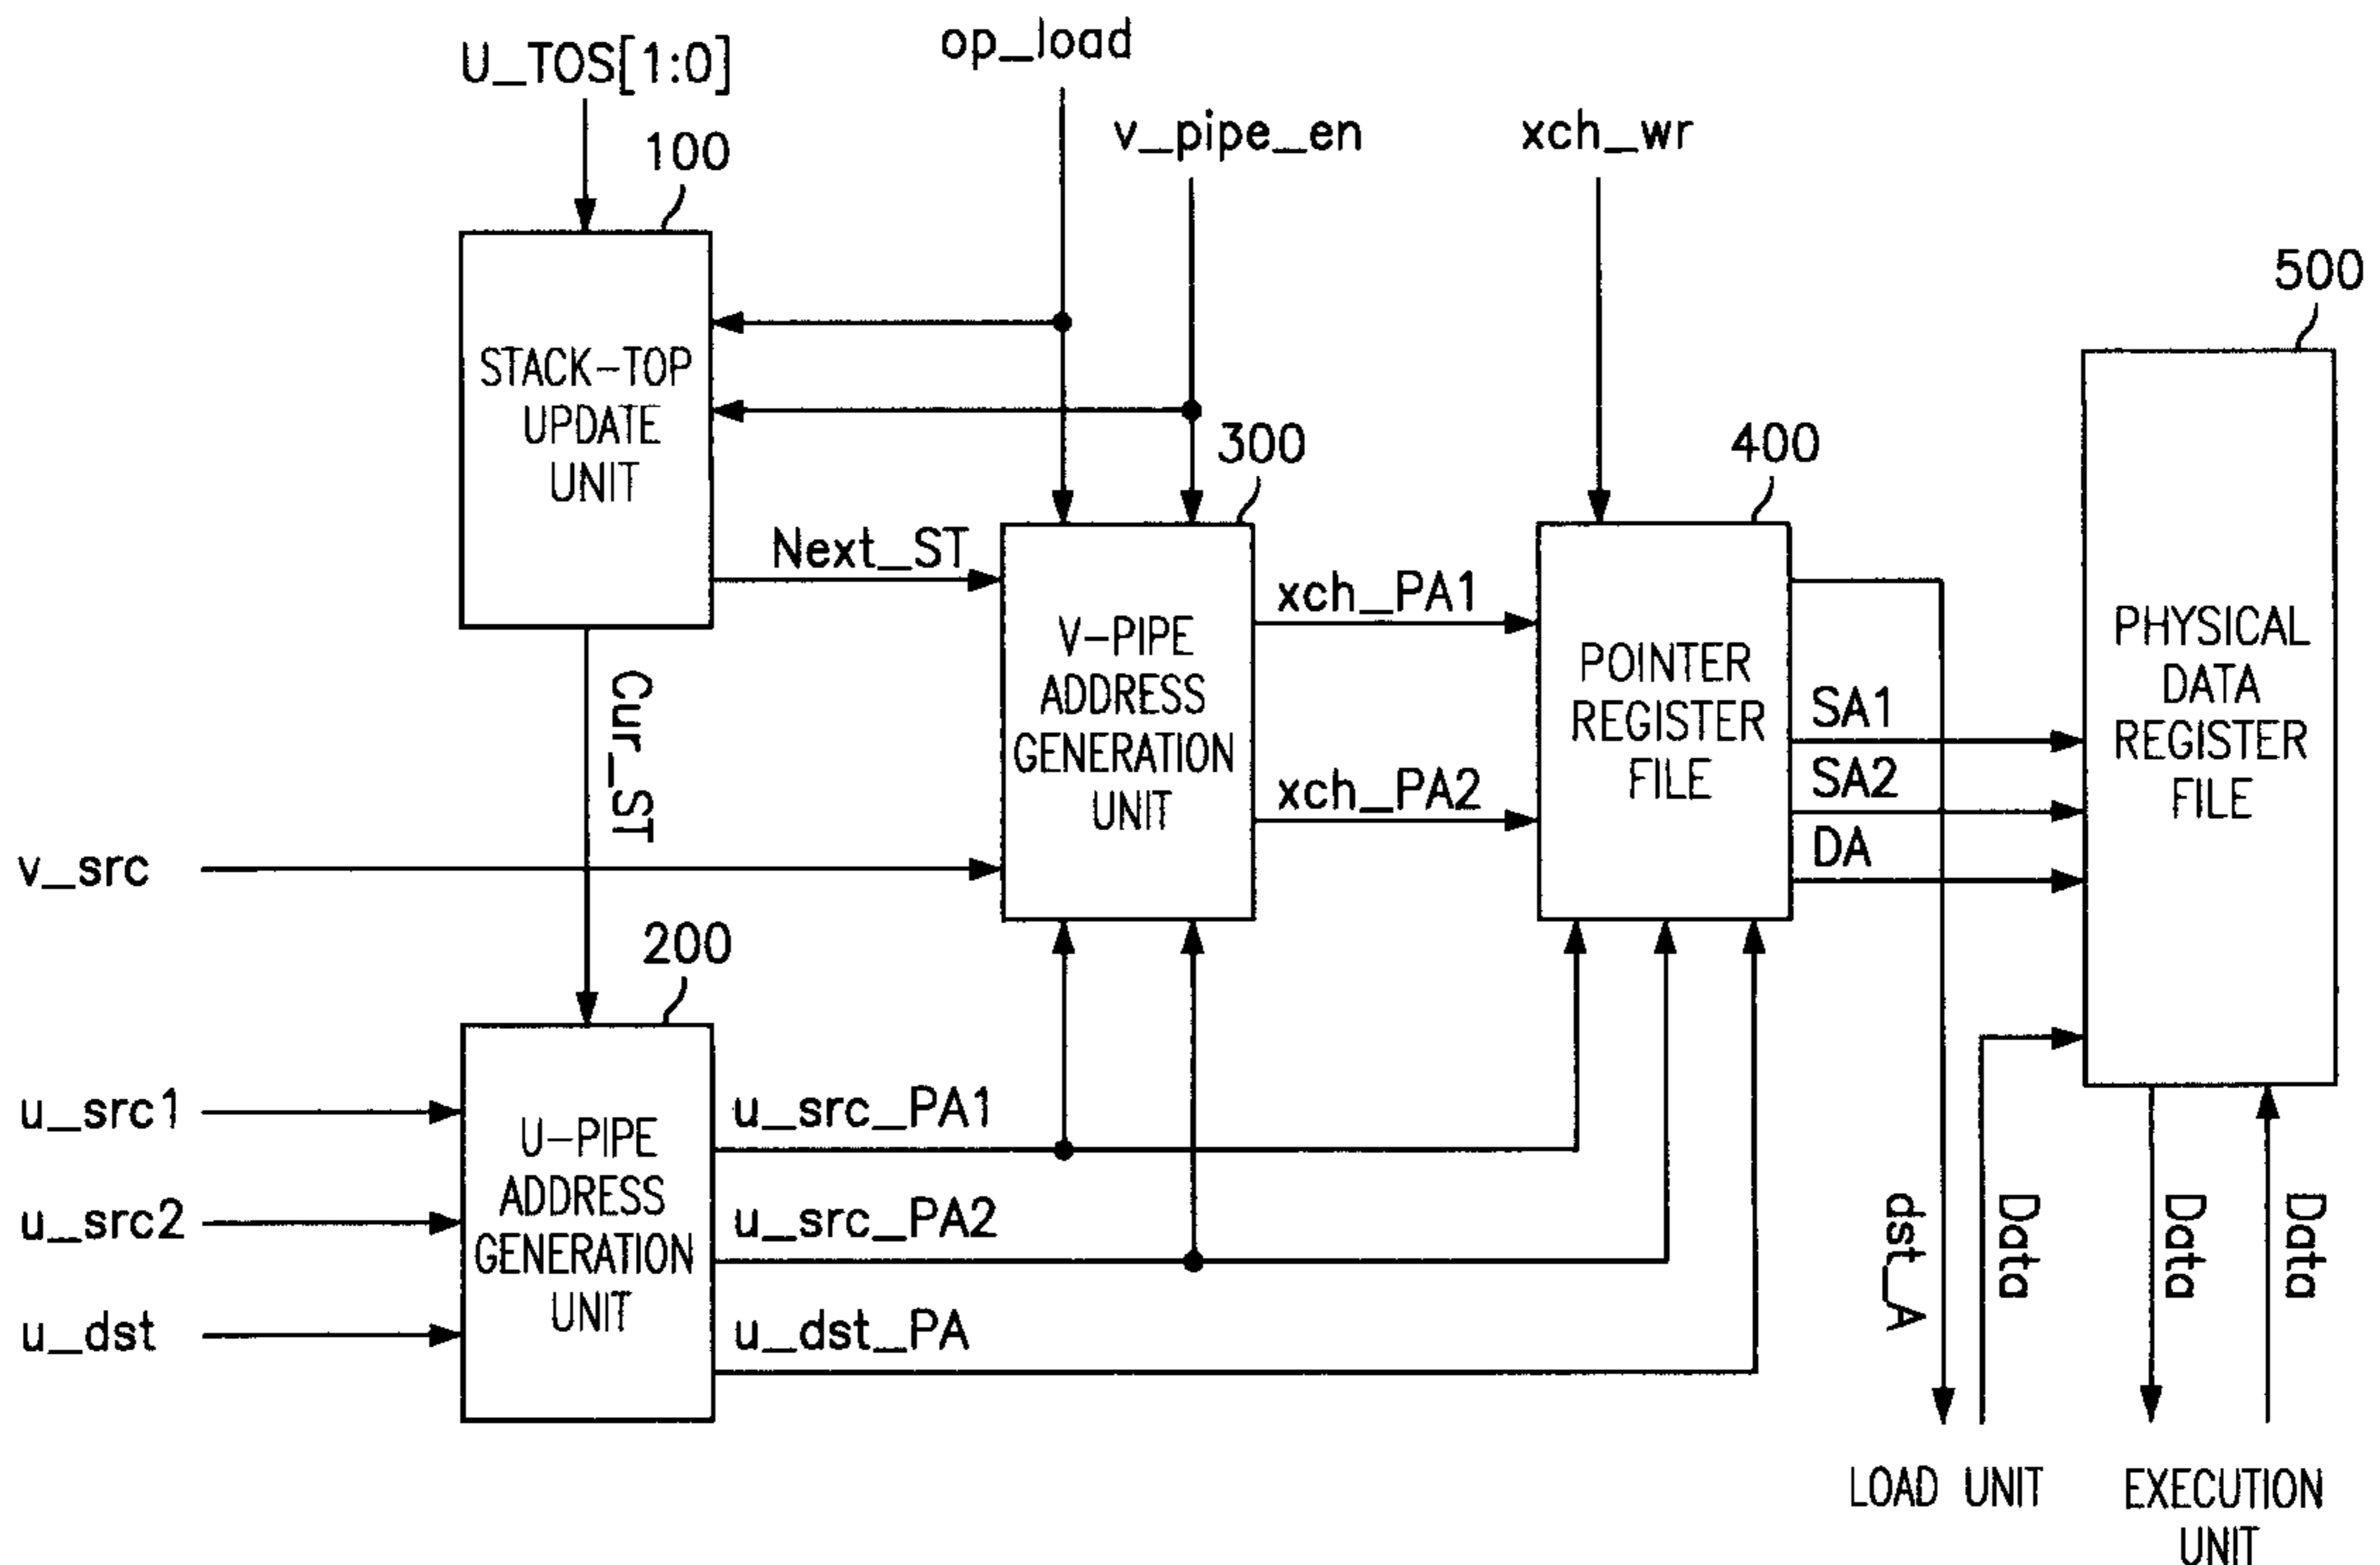 op_load
U_TOS[1:0]
v_pipe_en
xch_wr
100
500
STACK-TOP
UPDATE
UNIT
300
400
Next_ST
xch_PA1
V-PIPE
ADDRESS
GENERATION
UNIT
POINTER
REGISTER
FILE
PHYSICAL
DATA
REGISTER
FILE
Cur_ST
SA1
SA2
DA
xch_PA2
v_src
200
u_src1
u_src2
u_dst
U-PIPE
ADDRESS
GENERATION
UNIT
u_src_PA1
u_src_PA2
u_dst_PA
dst_A
Data
Data
Data
LOAD UNIT
EXECUTION
UNIT